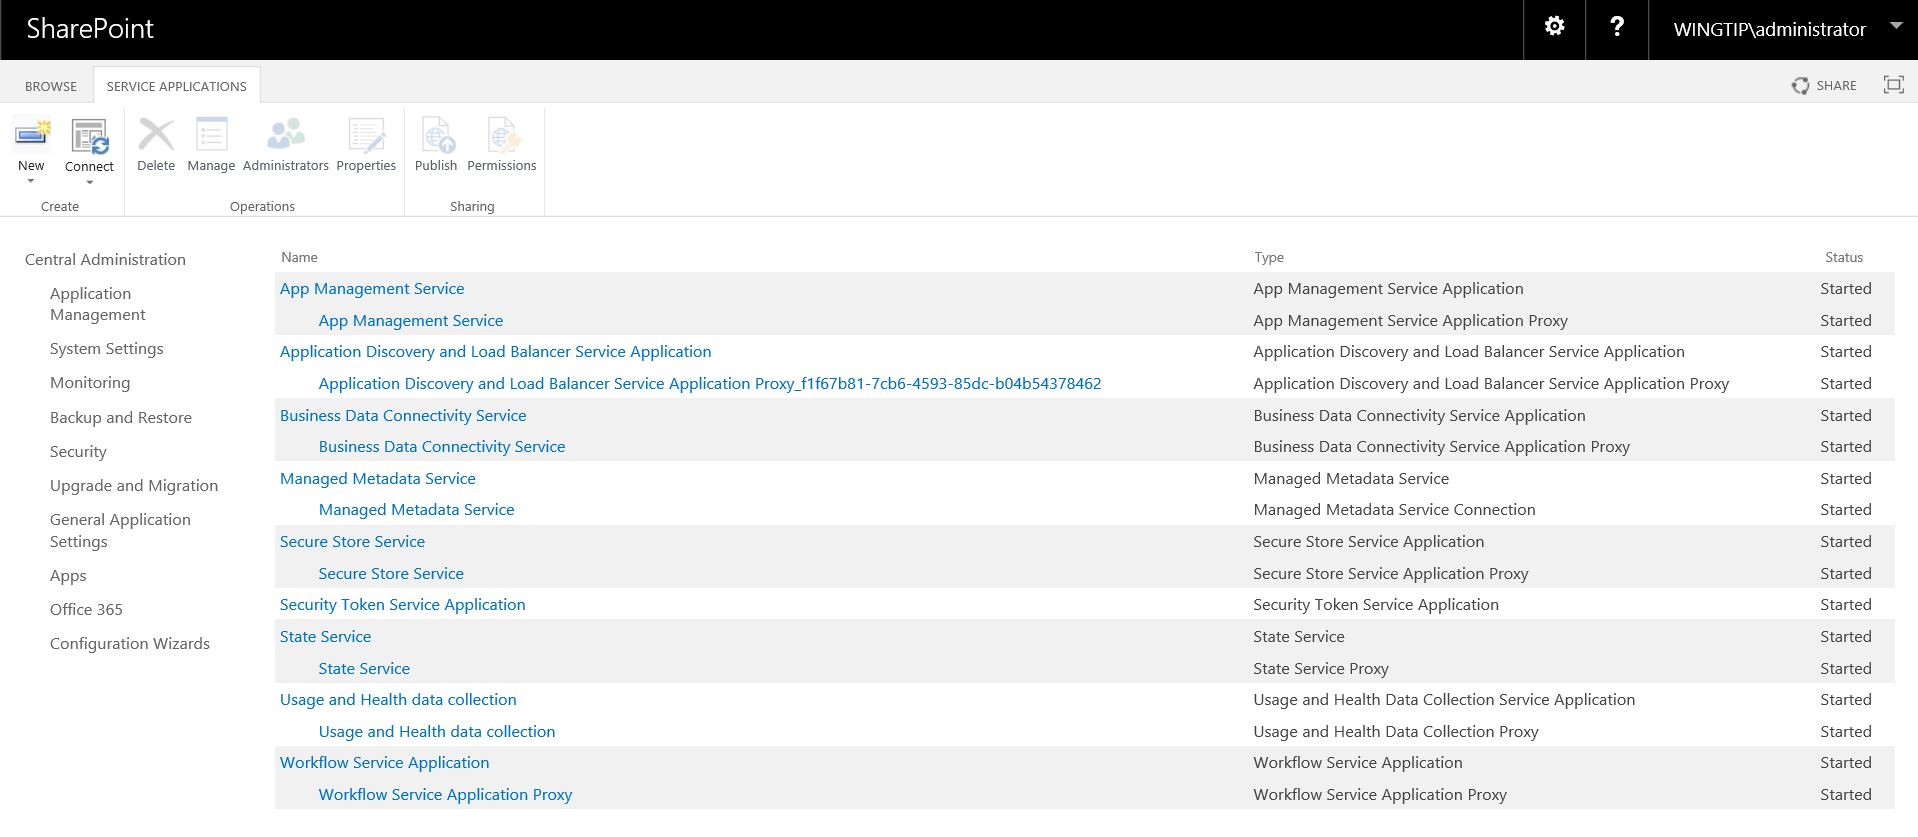 SharePoint
?
WINGTIP\administrator
BROWSE
SERVICE APPLICATIONS
SHARE
New
Connect
Delete
Manage
Administrators
Properties
Publish
Permissions
Create
Operations
Sharing
Central Administration
Application
Management
System Settings
Monitoring
Backup and Restore
Security
Upgrade and Migration
General Application
Settings
Apps
Office 365
Configuration Wizards
Name Type Status
App Management Service App Management Service Application Started
App Management Service App Management Service Application Proxy Started
Application Discovery and Load Balancer Service Application Application Discovery and Load Balancer Service Application Started
Application Discovery and Load Balancer Service Application Proxy_f1f67b81-7cb6-4593-85dc-b04b54378462 Application Discovery and Load Balancer Service Application Proxy Started
Business Data Connectivity Service Business Data Connectivity Service Application Started
Business Data Connectivity Service Business Data Connectivity Service Application Proxy Started
Managed Metadata Service Managed Metadata Service Started
Managed Metadata Service Managed Metadata Service Connection Started
Secure Store Service Secure Store Service Application Started
Secure Store Service Secure Store Service Application Proxy Started
Security Token Service Application Security Token Service Application Started
State Service State Service Started
State Service State Service Proxy Started
Usage and Health data collection Usage and Health Data Collection Service Application Started
Usage and Health data collection Usage and Health Data Collection Proxy Started
Workflow Service Application Workflow Service Application Started
Workflow Service Application Proxy Workflow Service Application Proxy Started